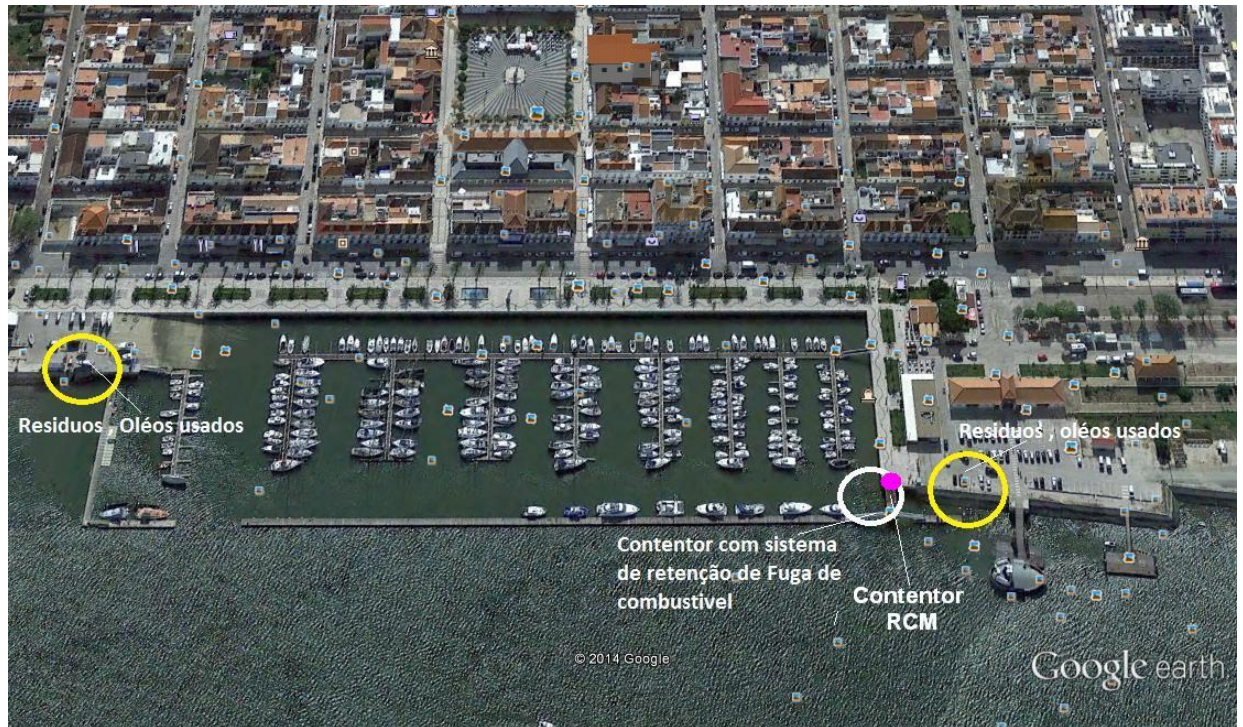 Residuos , Oléos usados
Residuos , oléos usados
Contentor com sistema
de retenção de Fuga de
combustivel
Contentor
RCM
© 2014 Google
Google earth